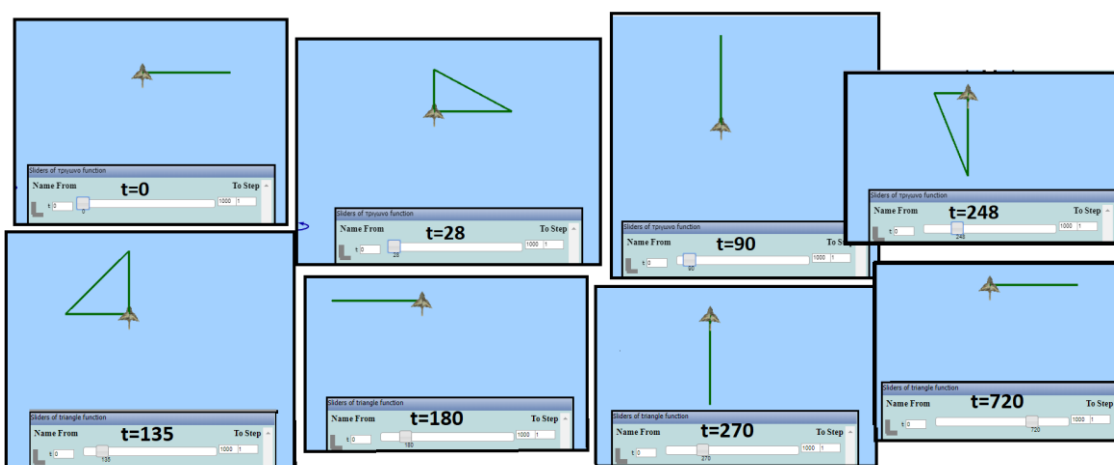 Sliders of τριγωνο function
Name From t=0 To Step
t 0 1000 1
0
Sliders of τριγωνο function
Name From t=28 To Step
t 0 1000 1
28
Sliders of τριγωνο function
Name From t=90 To Step
t 0 1000 1
90
Sliders of τριγωνο function
Name From t=248 To Step
t 0 1000 1
248
Sliders of triangle function
Name From t=135 To Step
t 0 1000 1
135
Sliders of triangle function
Name From t=180 To Step
t 0 1000 1
180
Sliders of triangle function
Name From t=270 To Step
t 0 1000 1
270
Sliders of triangle function
Name From t=720 To Step
t 0 1000 1
720